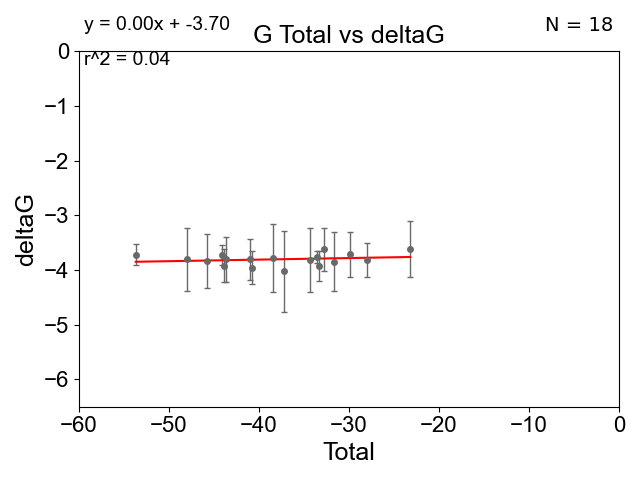 y = 0.00x + -3.70
N = 18
G Total vs deltaG
r^2 = 0.04
0
−1
−2
−3
−4
−5
−6
deltaG
−60
−50
−40
−30
−20
−10
0
Total